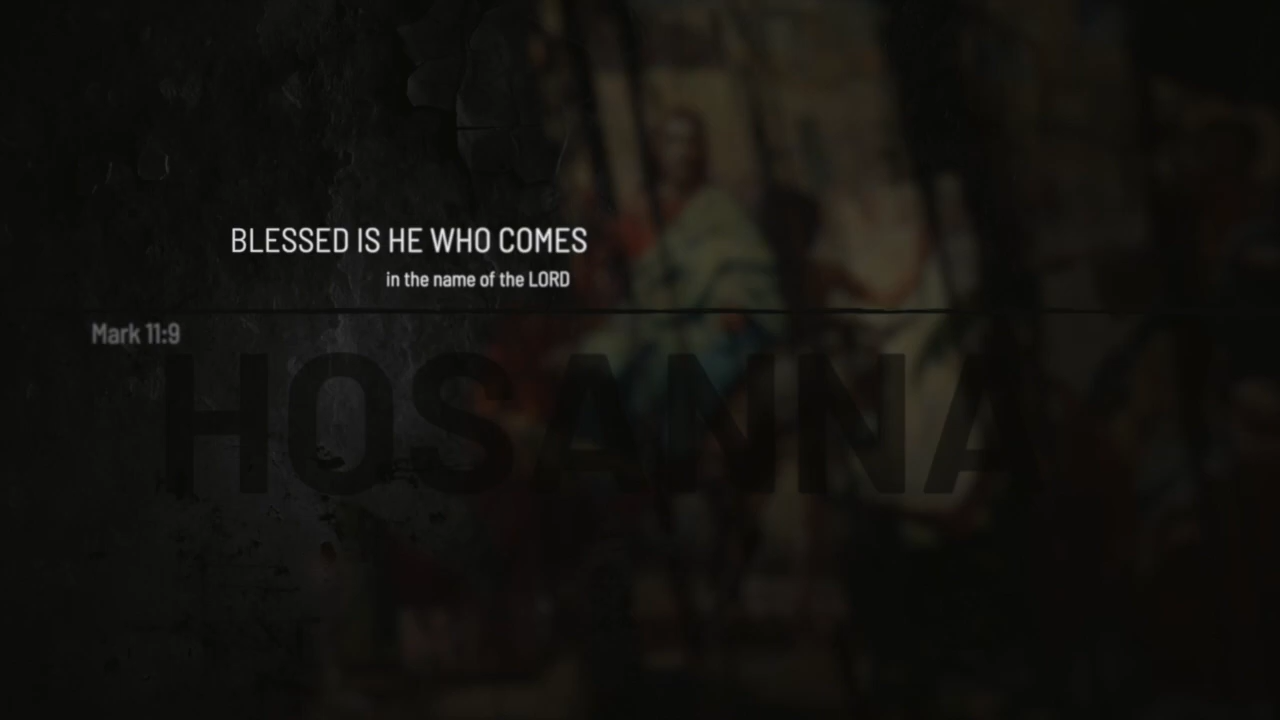 BLESSED IS HE WHO COMES
in the name of the LORD
Mark 11:9
HOSANNA